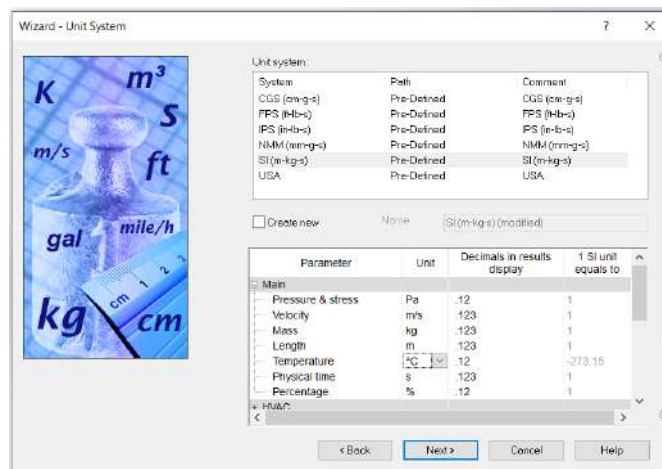 Wizard - Unit System
? X
K
m³
S
m/s
ft
gal
1
mile/h
cm 1 2 3
kg
cm
Unit system:
System Path Comment
CGS (cm-g-s) Pre-Defined CGS (cm-g-s)
FPS (ft-lb-s) Pre-Defined FPS (ft-lb-s)
IPS (in-lb-s) Pre-Defined IPS (in-lb-s)
NMM (mm-g-s) Pre-Defined NMM (mm-g-s)
SI (m-kg-s) Pre-Defined SI (m-kg-s)
USA Pre-Defined USA
Create new Name SI (m-kg-s) (modified)
Parameter Unit Decimals in results display 1 SI unit equals to
Main
Pressure & stress Pa .12 1
Velocity m/s .123 1
Mass kg .123 1
Length m .123 1
Temperature °C .12 -273.15
Physical time s .123 1
Percentage % .12 1
HVAC
< Back Next > Cancel Help